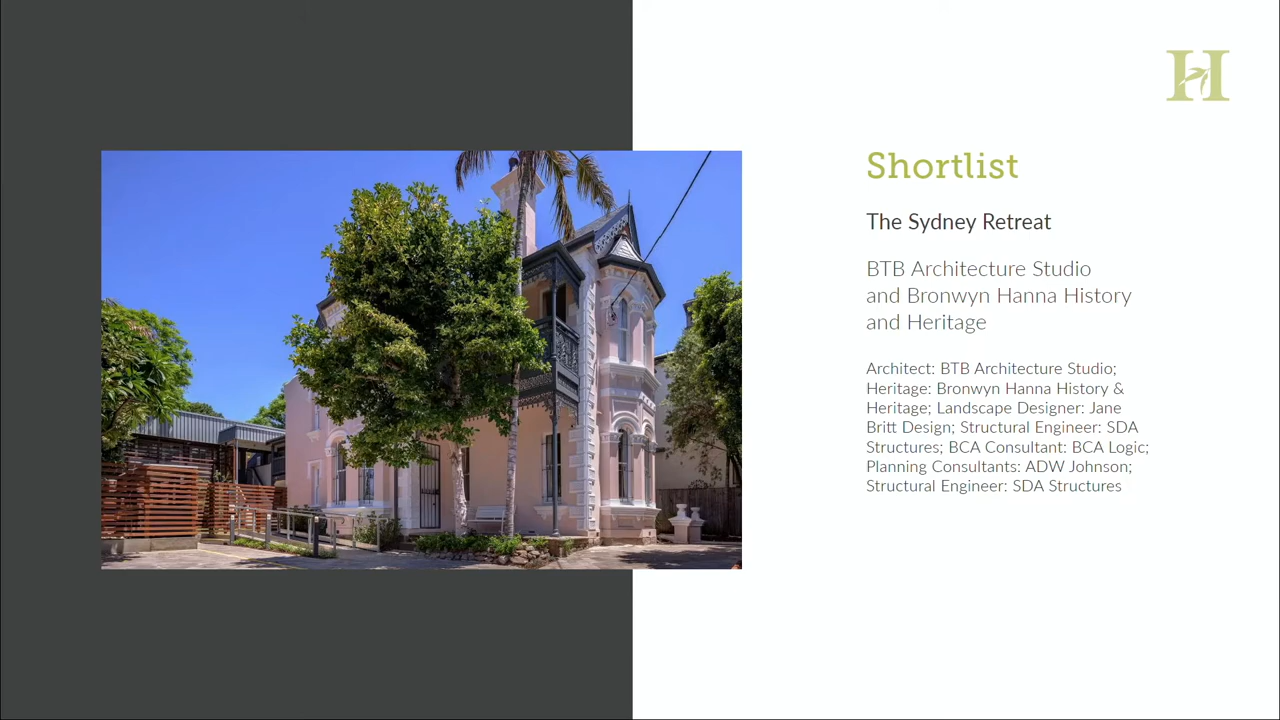 H
Shortlist
The Sydney Retreat
BTB Architecture Studio
and Bronwyn Hanna History
and Heritage
Architect: BTB Architecture Studio;
Heritage: Bronwyn Hanna History &
Heritage; Landscape Designer: Jane
Britt Design; Structural Engineer: SDA
Structures; BCA Consultant: BCA Logic;
Planning Consultants: ADW Johnson;
Structural Engineer: SDA Structures